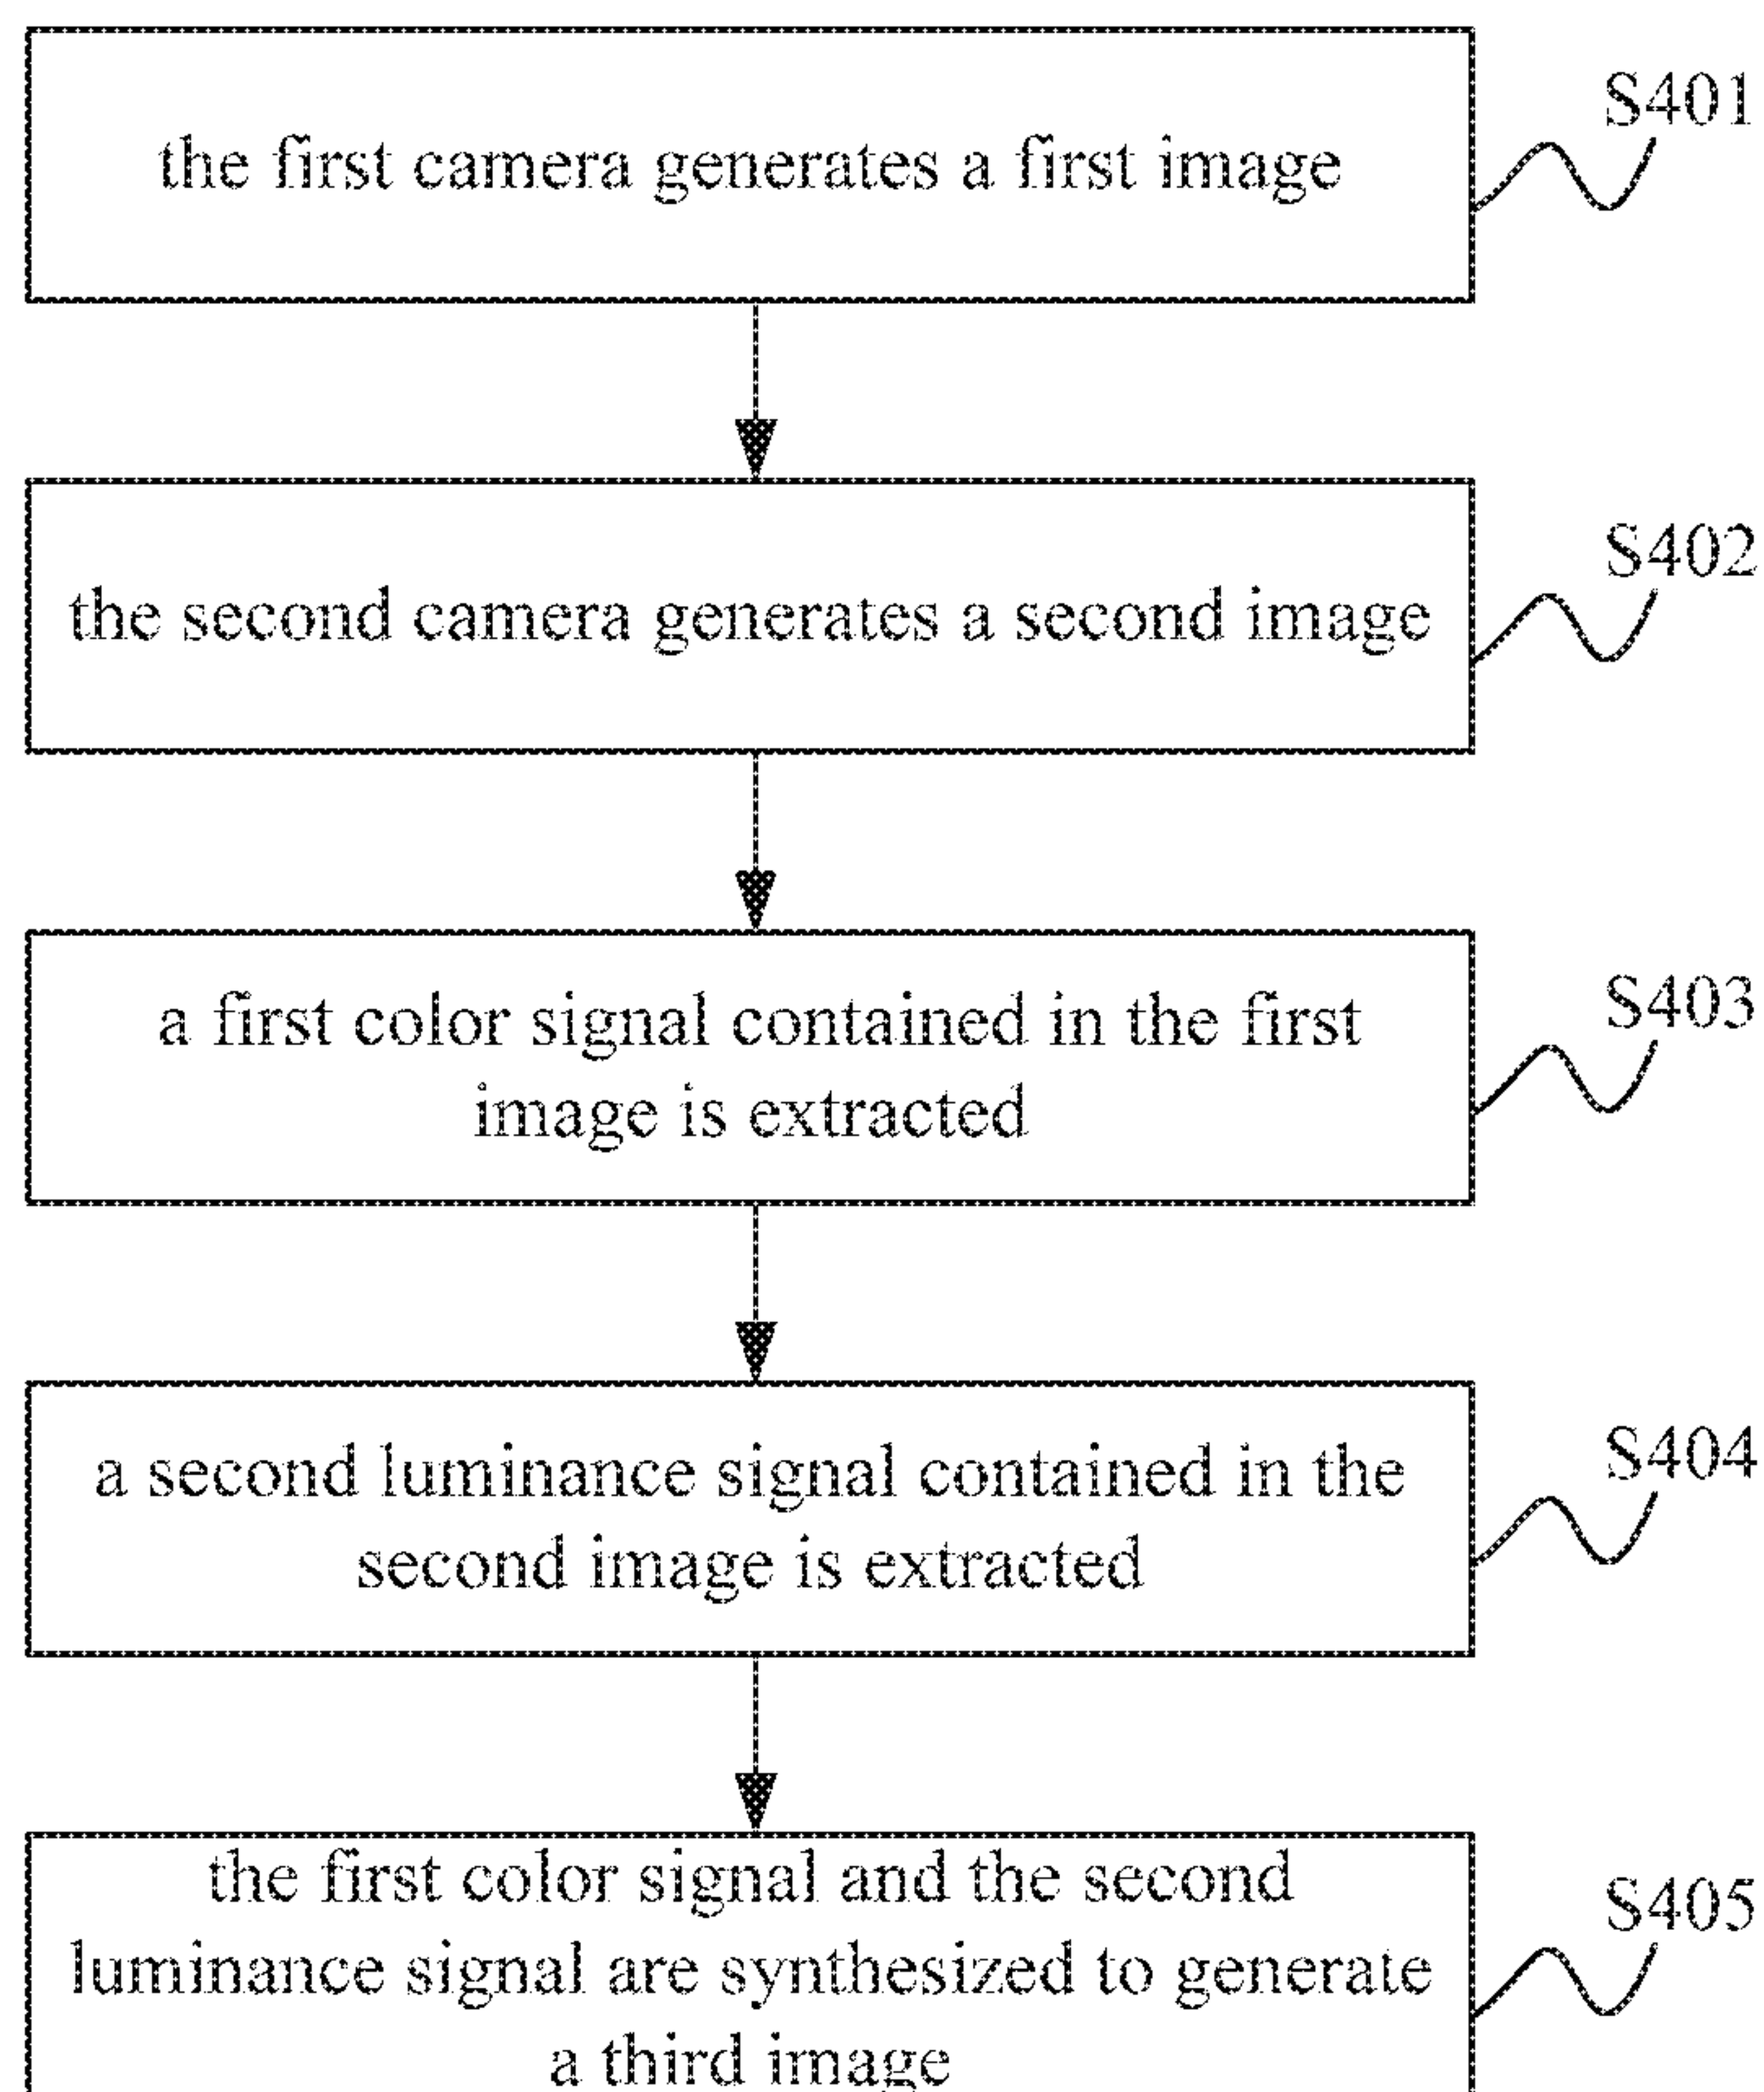 S401
the first camera generates a first image
S402
the second camera generates a second image
S403
a first color signal contained in the first
image is extracted
S404
a second luminance signal contained in the
second image is extracted
S405
the first color signal and the second
luminance signal are synthesized to generate
a third image